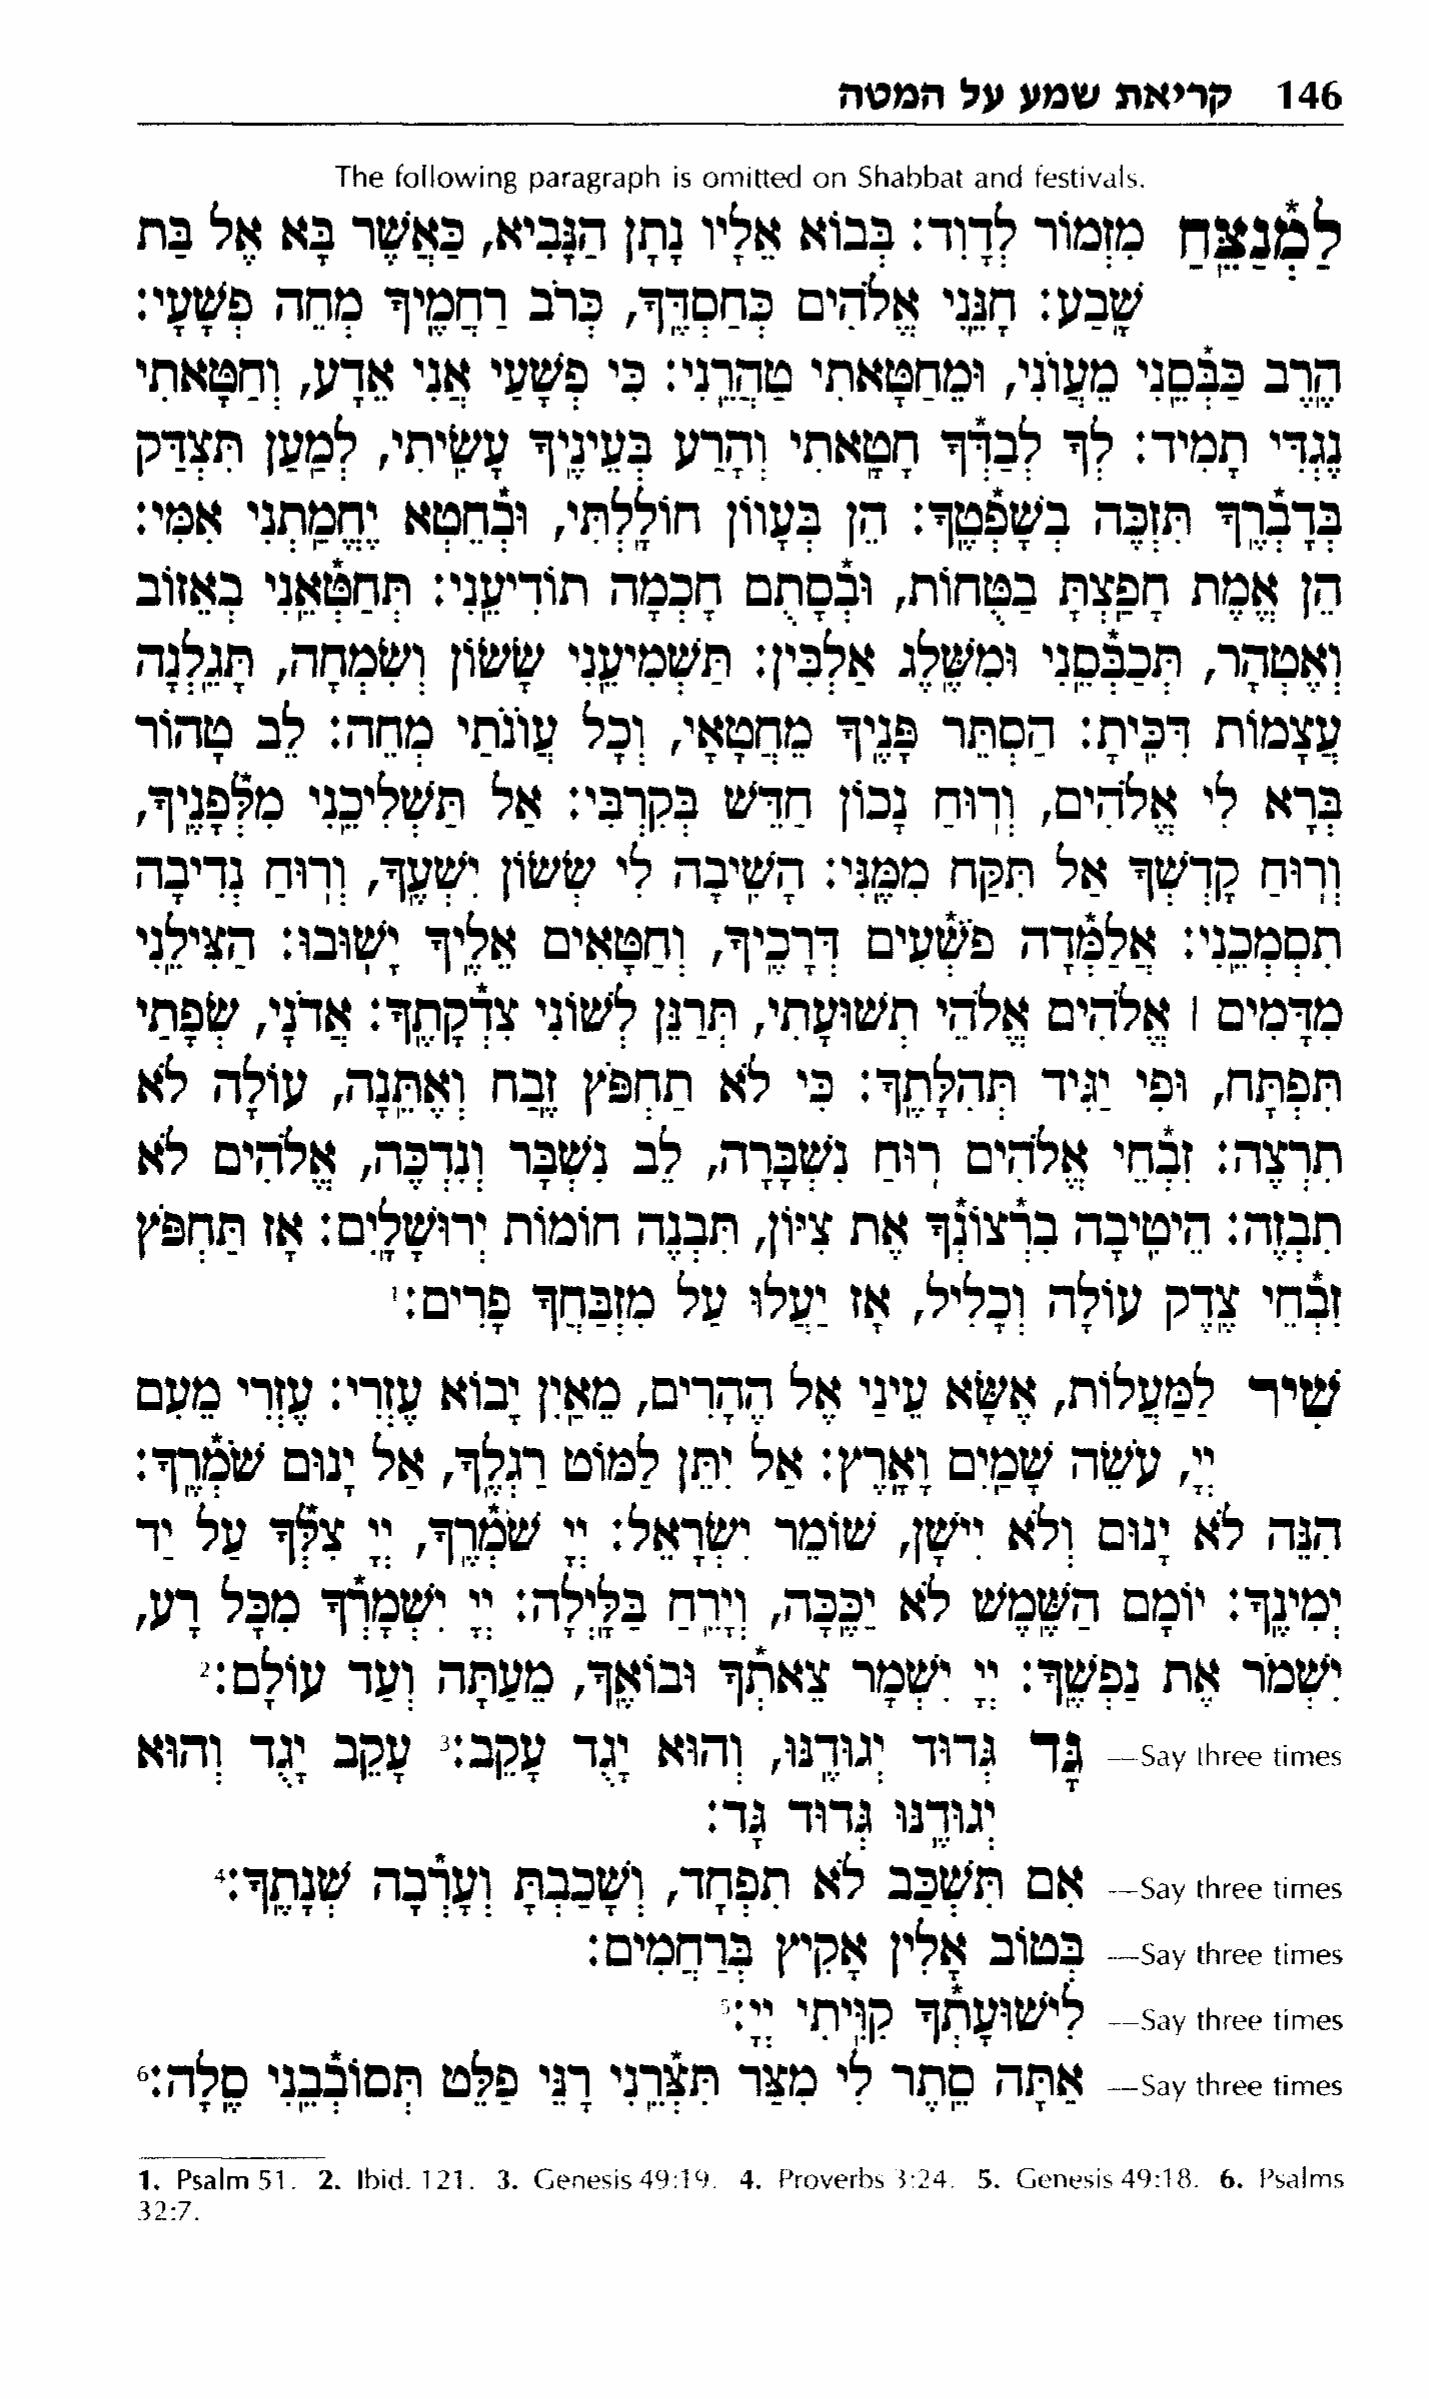 146 קריאת שמע על המטה
The following paragraph is omitted on Shabbat and festivals.
לַמְנַצֵּֽחַ מִזְמוֹר לְדָוִד: בְּבוֹא אֵלָיו נָתָן הַנָּבִיא, כַּאֲשֶׁר בָּא אֶל בַּת
שָֽׁבַע: חָנֵּֽנִי אֱלֹהִים כְּחַסְדֶּֽךָ, כְּרֹב רַחֲמֶֽיךָ מְחֵה פְשָׁעָי:
הֶֽרֶב כַּבְּסֵֽנִי מֵעֲוֹנִי, וּמֵחַטָּאתִי טַהֲרֵֽנִי: כִּי פְשָׁעַי אֲנִי אֵדָע, וְחַטָּאתִי
נֶגְדִּי תָמִיד: לְךָ לְבַדְּךָ חָטָֽאתִי וְהָרַע בְּעֵינֶֽיךָ עָשִֽׂיתִי, לְמַֽעַן תִּצְדַּק
בְּדָבְרֶֽךָ תִּזְכֶּה בְשָׁפְטֶֽךָ: הֵן בְּעָווֹן חוֹלָֽלְתִּי, וּבְחֵטְא יֶחֱמַֽתְנִי אִמִּי:
הֵן אֱמֶת חָפַֽצְתָּ בַטֻּחוֹת, וּבְסָתֻם חָכְמָה תוֹדִיעֵֽנִי: תְּחַטְּאֵֽנִי בְאֵזוֹב
וְאֶטְהָר, תְּכַבְּסֵֽנִי וּמִשֶּֽׁלֶג אַלְבִּין: תַּשְׁמִיעֵֽנִי שָׂשׂוֹן וְשִׂמְחָה, תָּגֵֽלְנָה
עֲצָמוֹת דִּכִּֽיתָ: הַסְתֵּר פָּנֶֽיךָ מֵחֲטָאָי, וְכָל עֲוֹנֹתַי מְחֵה: לֵב טָהוֹר
בְּרָא לִי אֱלֹהִים, וְרֽוּחַ נָכוֹן חַדֵּשׁ בְּקִרְבִּי: אַל תַּשְׁלִיכֵֽנִי מִלְּפָנֶֽיךָ,
וְרֽוּחַ קָדְשְׁךָ אַל תִּקַּח מִמֶּֽנִּי: הָשִֽׁיבָה לִי שְׂשׂוֹן יִשְׁעֶֽךָ, וְרֽוּחַ נְדִיבָה
תִסְמְכֵֽנִי: אֲלַמְּדָה פֹשְׁעִים דְּרָכֶֽיךָ, וְחַטָּאִים אֵלֶֽיךָ יָשֽׁוּבוּ: הַצִּילֵֽנִי
מִדָּמִים ׀ אֱלֹהִים אֱלֹהֵי תְּשׁוּעָתִי, תְּרַנֵּן לְשׁוֹנִי צִדְקָתֶֽךָ: אֲדֹנָי, שְׂפָתַי
תִּפְתָּח, וּפִי יַגִּיד תְּהִלָּתֶֽךָ: כִּי לֹא תַחְפֹּץ זֶֽבַח וְאֶתֵּֽנָה, עוֹלָה לֹא
תִרְצֶה: זִבְחֵי אֱלֹהִים רֽוּחַ נִשְׁבָּרָה, לֵב נִשְׁבָּר וְנִדְכֶּה, אֱלֹהִים לֹא
תִבְזֶה: הֵיטִֽיבָה בִרְצוֹנְךָ אֶת צִיּוֹן, תִּבְנֶה חוֹמוֹת יְרוּשָׁלָֽיִם: אָז תַּחְפֹּץ
זִבְחֵי צֶֽדֶק עוֹלָה וְכָלִיל, אָז יַעֲלוּ עַל מִזְבַּחֲךָ פָרִים:¹
שִׁיר לַמַּעֲלוֹת, אֶשָּׂא עֵינַי אֶל הֶהָרִים, מֵאַֽיִן יָבוֹא עֶזְרִי: עֶזְרִי מֵעִם
יְיָ, עֹשֵׂה שָׁמַֽיִם וָאָֽרֶץ: אַל יִתֵּן לַמּוֹט רַגְלֶֽךָ, אַל יָנוּם שֹׁמְרֶֽךָ:
הִנֵּה לֹא יָנוּם וְלֹא יִישָׁן, שׁוֹמֵר יִשְׂרָאֵל: יְיָ שֹׁמְרֶֽךָ, יְיָ צִלְּךָ עַל יַד
יְמִינֶֽךָ: יוֹמָם הַשֶּֽׁמֶשׁ לֹא יַכֶּֽכָּה, וְיָרֵֽחַ בַּלָּֽיְלָה: יְיָ יִשְׁמָרְךָ מִכָּל רָע,
יִשְׁמֹר אֶת נַפְשֶֽׁךָ: יְיָ יִשְׁמָר צֵאתְךָ וּבוֹאֶֽךָ, מֵעַתָּה וְעַד עוֹלָם:²
גָּד גְּדוּד יְגוּדֶֽנּוּ, וְהוּא יָגֻד עָקֵב:³ עָקֵב יָגֻד וְהוּא —Say three times
יְגוּדֶֽנּוּ גְּדוּד גָּד:
אִם תִּשְׁכַּב לֹא תִפְחָד, וְשָׁכַבְתָּ וְעָרְבָה שְׁנָתֶֽךָ:⁴ —Say three times
בְּטוֹב אָלִין אָקִיץ בְּרַחֲמִים: —Say three times
לִישׁוּעָתְךָ קִוִּֽיתִי יְיָ:⁵ —Say three times
אַתָּה סֵֽתֶר לִי מִצַּר תִּצְּרֵֽנִי רָנֵּי פַלֵּט תְּסוֹבְבֵֽנִי סֶֽלָה:⁶ —Say three times
1. Psalm 51. 2. Ibid. 121. 3. Genesis 49:19. 4. Proverbs 3:24. 5. Genesis 49:18. 6. Psalms
32:7.